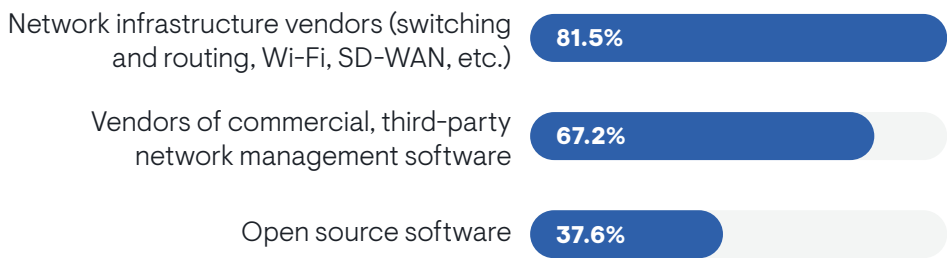 Network infrastructure vendors (switching
and routing, Wi-Fi, SD-WAN, etc.)
81.5%
Vendors of commercial, third-party
network management software
67.2%
Open source software
37.6%